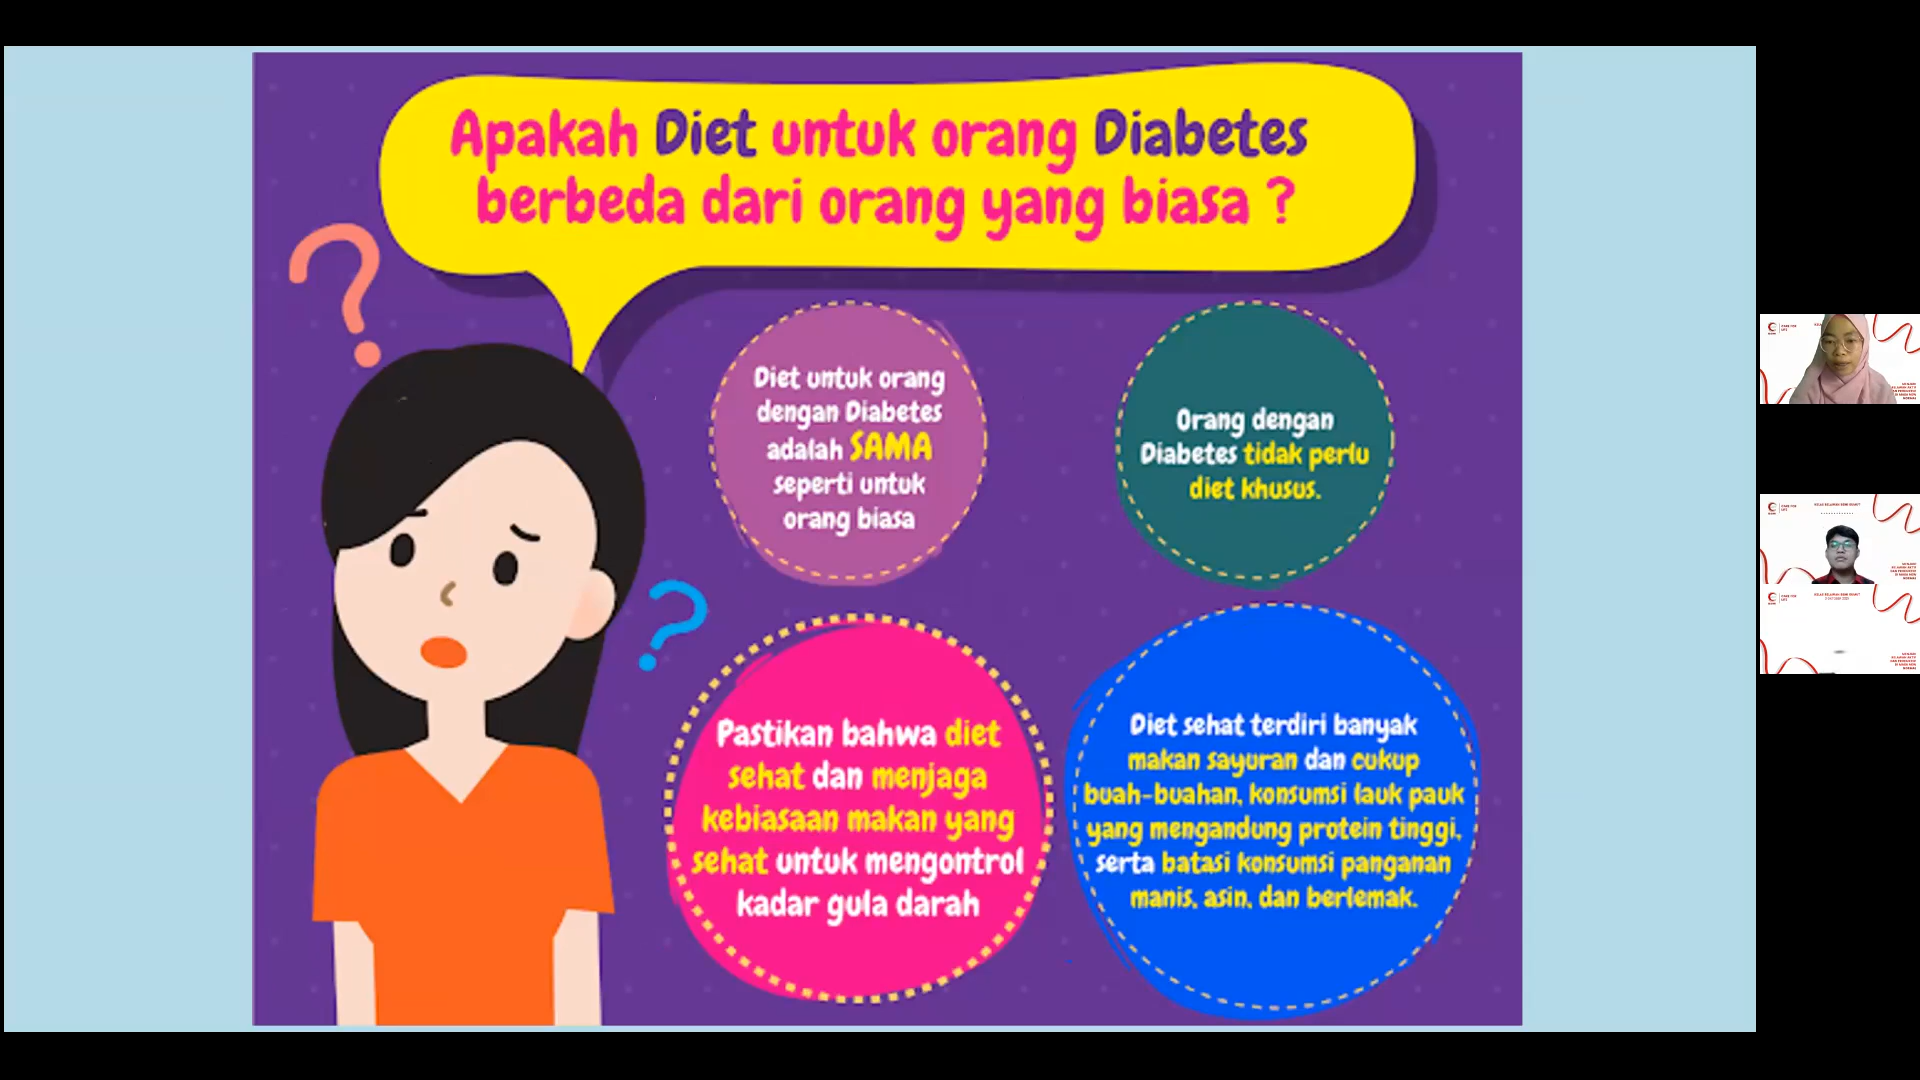 Apakah Diet untuk orang Diabetes
berbeda dari orang yang biasa ?
Diet untuk orang
dengan Diabetes
adalah SAMA
seperti untuk
orang biasa
Orang dengan
Diabetes tidak perlu
diet khusus.
Pastikan bahwa diet
sehat dan menjaga
kebiasaan makan yang
sehat untuk mengontrol
kadar gula darah
Diet sehat terdiri banyak
makan sayuran dan cukup
buah-buahan, konsumsi lauk pauk
yang mengandung protein tinggi,
serta batasi konsumsi panganan
manis, asin, dan berlemak.